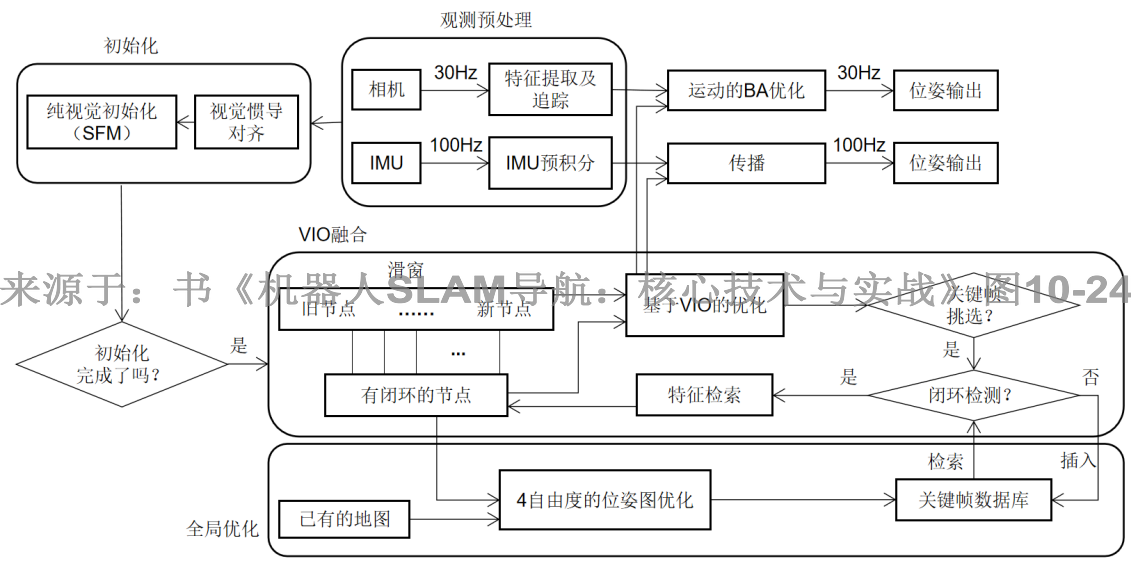 观测预处理
初始化
相机
30Hz
特征提取及
追踪
运动的BA优化
30Hz
位姿输出
纯视觉初始化
（SFM）
视觉惯导
对齐
IMU
100Hz
IMU预积分
传播
100Hz
位姿输出
VIO融合
滑窗
来源于：书《机器人SLAM导航：核心技术与实战》图10-24
旧节点
……
新节点
基于VIO的优化
关键帧
挑选？
初始化
完成了吗？
是
...
是
有闭环的节点
特征检索
是
闭环检测？
否
检索
插入
4自由度的位姿图优化
关键帧数据库
已有的地图
全局优化